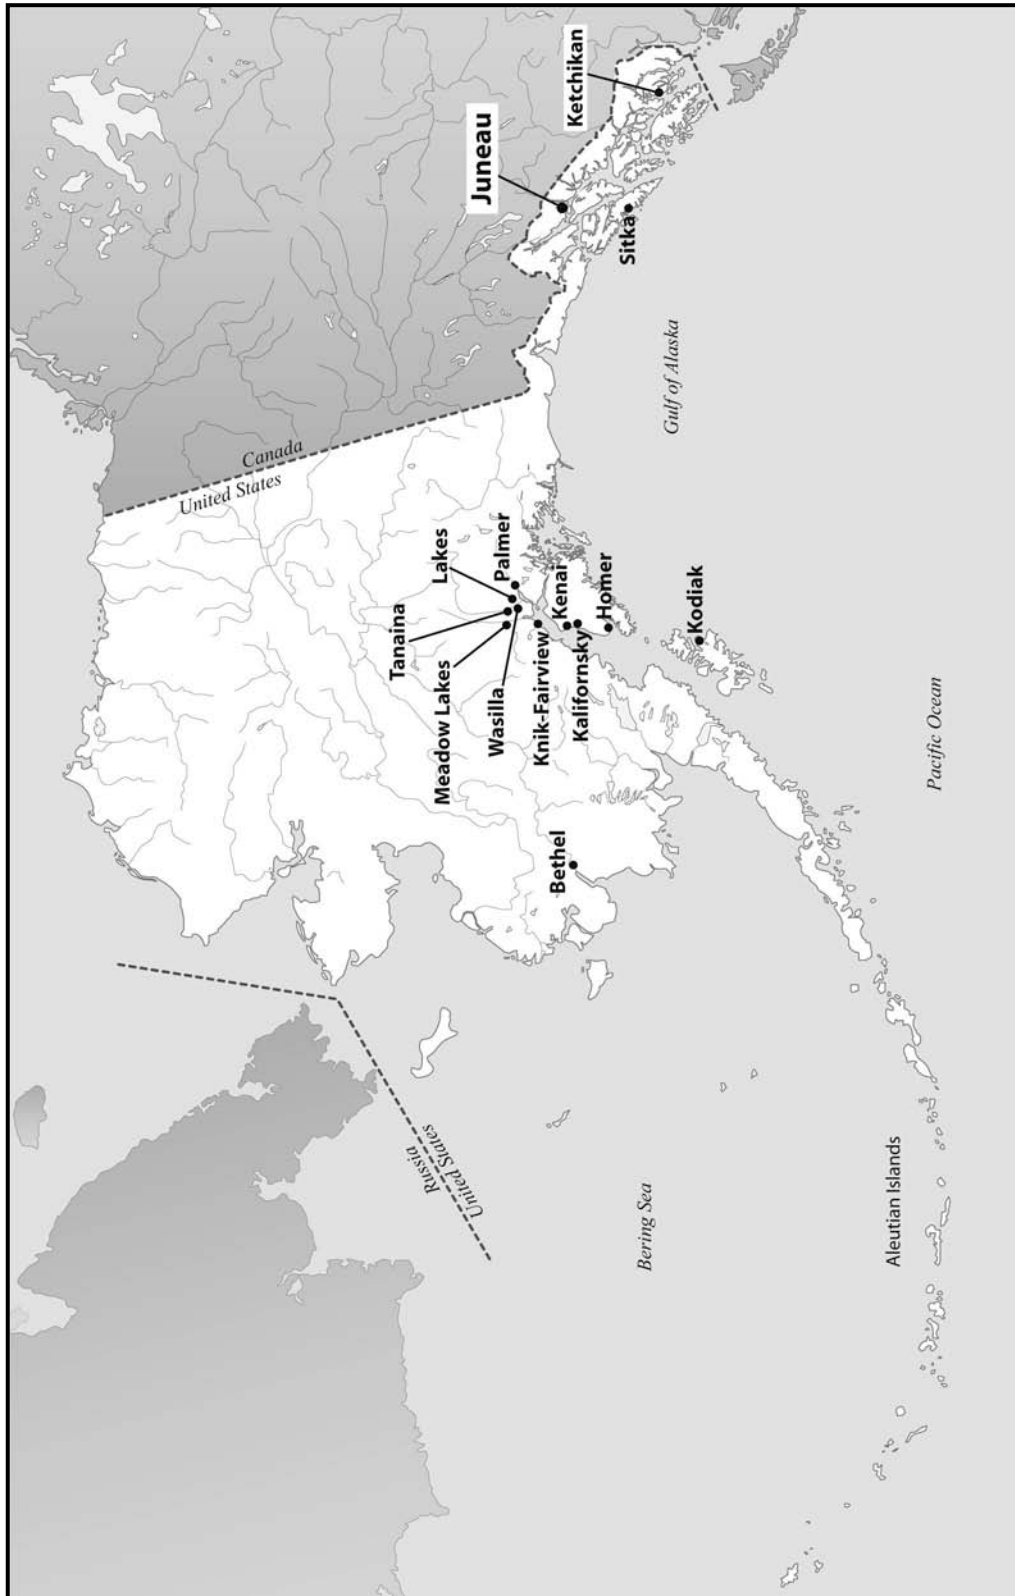 Canada
United States
Russia
United States
Juneau
Ketchikan
Sitka
Gulf of Alaska
Lakes
Palmer
Tanaina
Meadow Lakes
Wasilla
Knik-Fairview
Kenai
Kalifornsky
Homer
Kodiak
Bethel
Pacific Ocean
Bering Sea
Aleutian Islands